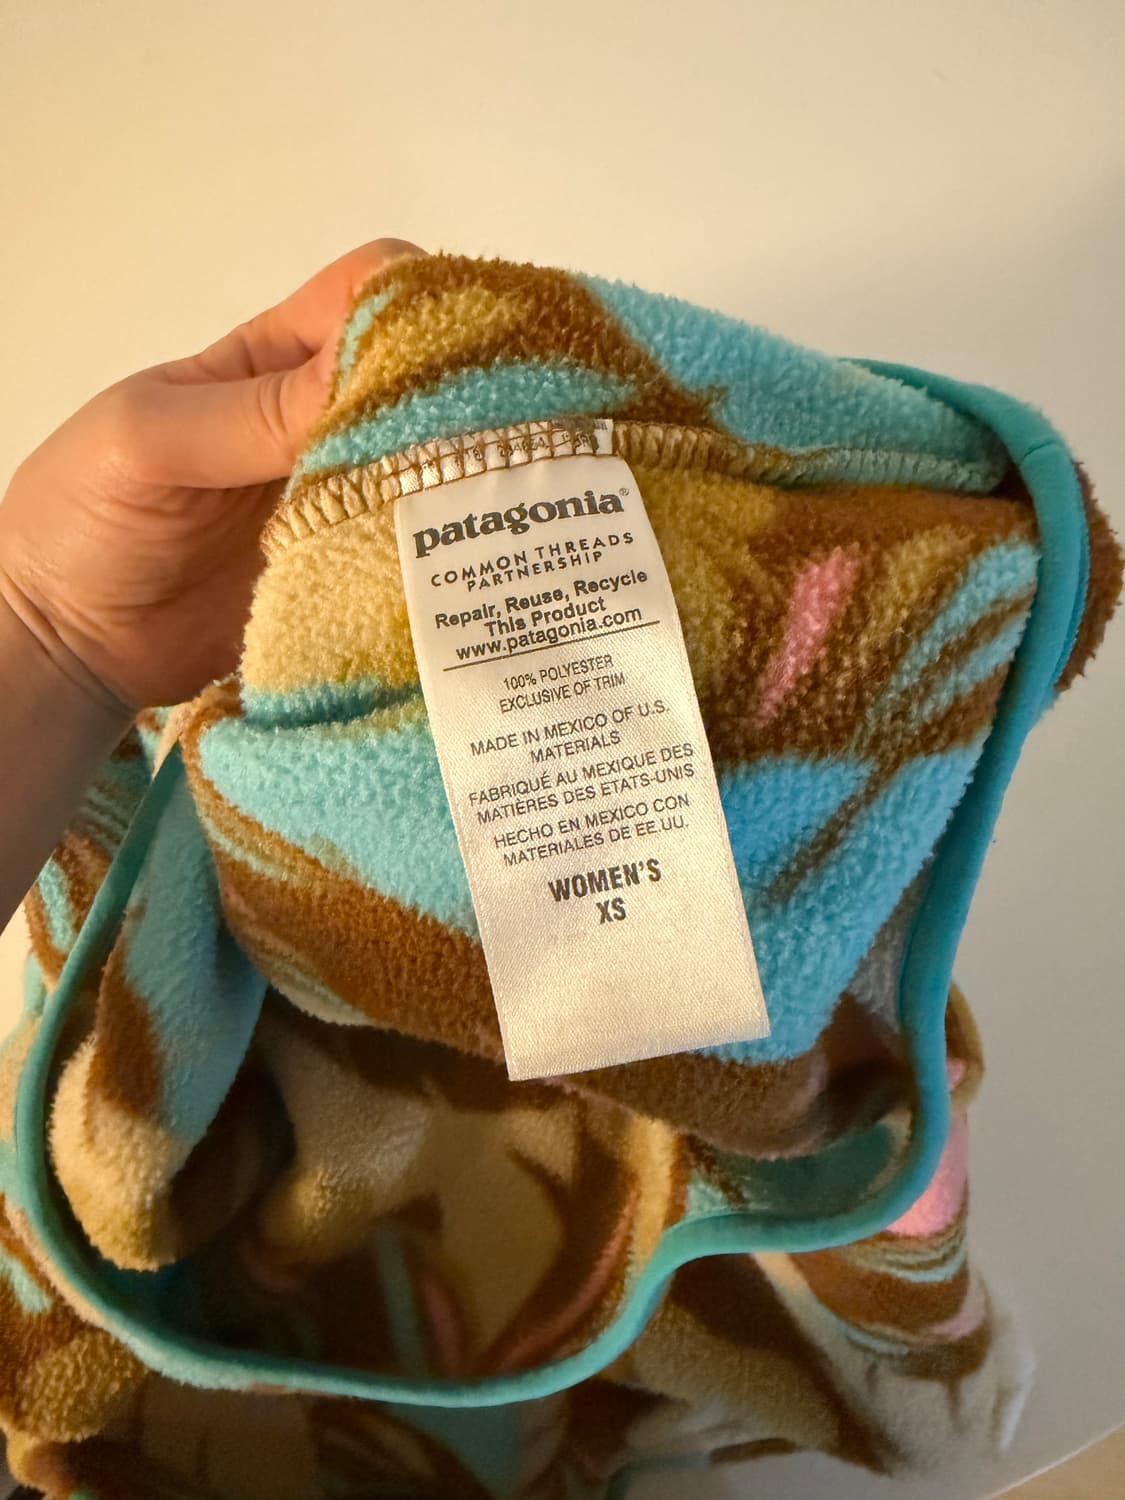 patagonia®
COMMON THREADS
PARTNERSHIP
Repair, Reuse, Recycle
This Product
www.patagonia.com
100% POLYESTER
EXCLUSIVE OF TRIM
MADE IN MEXICO OF U.S.
MATERIALS
FABRIQUÉ AU MEXIQUE DES
MATIÈRES DES ETATS-UNIS
HECHO EN MEXICO CON
MATERIALES DE EE.UU.
WOMEN'S
XS